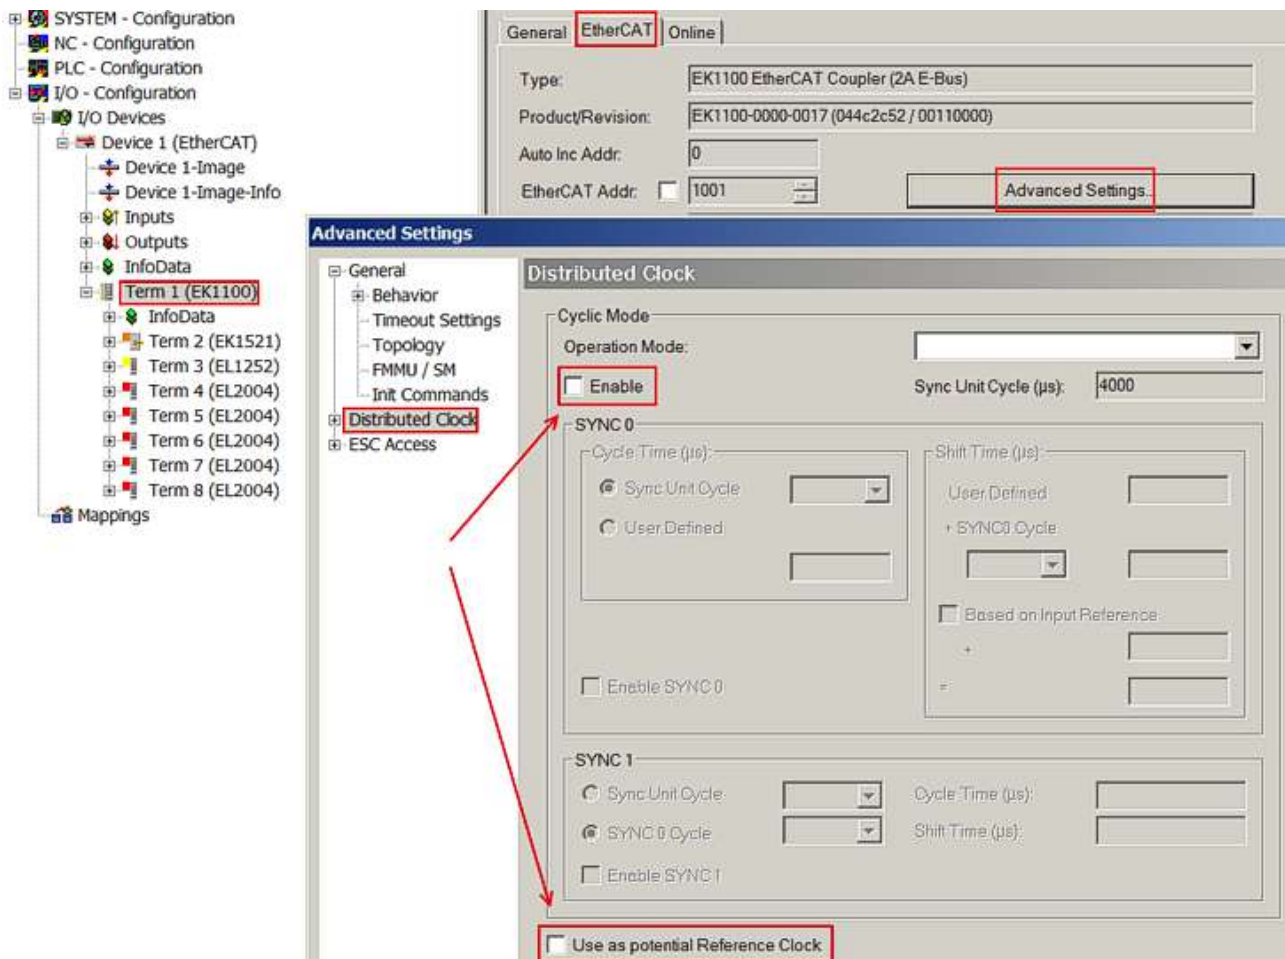 SYSTEM - Configuration
NC - Configuration
PLC - Configuration
I/O - Configuration
I/O Devices
Device 1 (EtherCAT)
Device 1-Image
Device 1-Image-Info
Inputs
Outputs
InfoData
Term 1 (EK1100)
InfoData
Term 2 (EK1521)
Term 3 (EL1252)
Term 4 (EL2004)
Term 5 (EL2004)
Term 6 (EL2004)
Term 7 (EL2004)
Term 8 (EL2004)
Mappings
General EtherCAT Online
Type: EK1100 EtherCAT Coupler (2A E-Bus)
Product/Revision: EK1100-0000-0017 (044c2c52 / 00110000)
Auto Inc Addr: 0
EtherCAT Addr: 1001 Advanced Settings..
Advanced Settings
General
Behavior
Timeout Settings
Topology
FMMU / SM
Init Commands
Distributed Clock
ESC Access
Distributed Clock
Cyclic Mode
Operation Mode:
Enable Sync Unit Cycle (µs): 4000
SYNC 0
Cycle Time (µs): Shift Time (µs):
Sync Unit Cycle User Defined
User Defined + SYNC0 Cycle
Based on Input Reference
+
Enable SYNC 0 =
SYNC 1
Sync Unit Cycle Cycle Time (µs):
SYNC 0 Cycle Shift Time (µs):
Enable SYNC 1
Use as potential Reference Clock